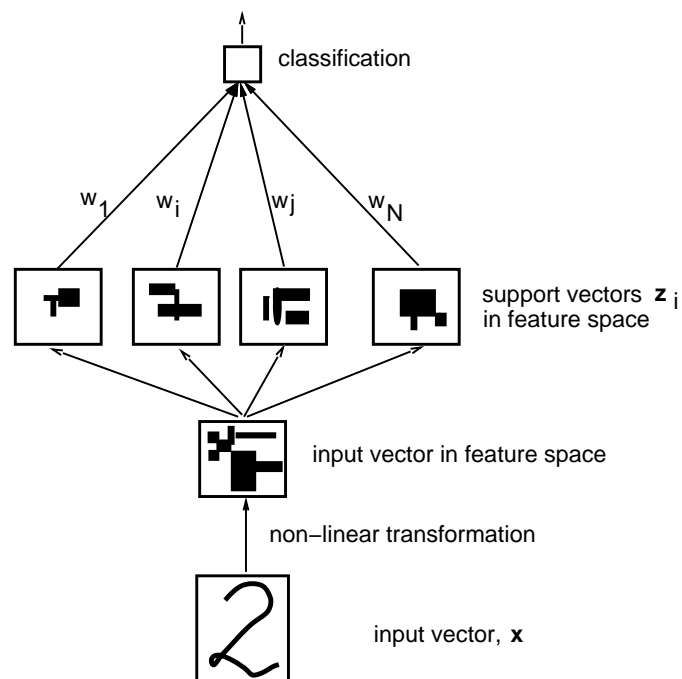 classification
w1 wi wj wN
support vectors zi
in feature space
input vector in feature space
non−linear transformation
2
input vector, x